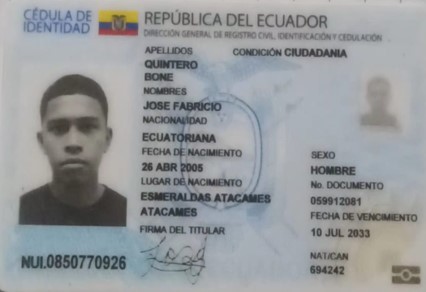 CÉDULA DE IDENTIDAD
REPÚBLICA DEL ECUADOR
DIRECCIÓN GENERAL DE REGISTRO CIVIL, IDENTIFICACIÓN Y CEDULACIÓN
APELLIDOS
CONDICIÓN CIUDADANIA
QUINTERO
BONE
NOMBRES
JOSE FABRICIO
NACIONALIDAD
ECUATORIANA
FECHA DE NACIMIENTO
26 ABR 2005
LUGAR DE NACIMIENTO
ESMERALDAS ATACAMES
ATACAMES
FIRMA DEL TITULAR
SEXO
HOMBRE
No. DOCUMENTO
059912081
FECHA DE VENCIMIENTO
10 JUL 2033
NAT/CAN
694242
NUI.0850770926